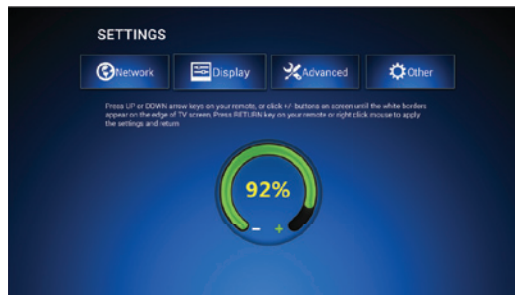 SETTINGS
Network Display Advanced Other
Press UP or DOWN arrow keys on your remote, or click +/- buttons on screen until the white borders
appear on the edge of TV screen, Press RETURN key on your remote or right click mouse to apply
the settings and return
92%
- +